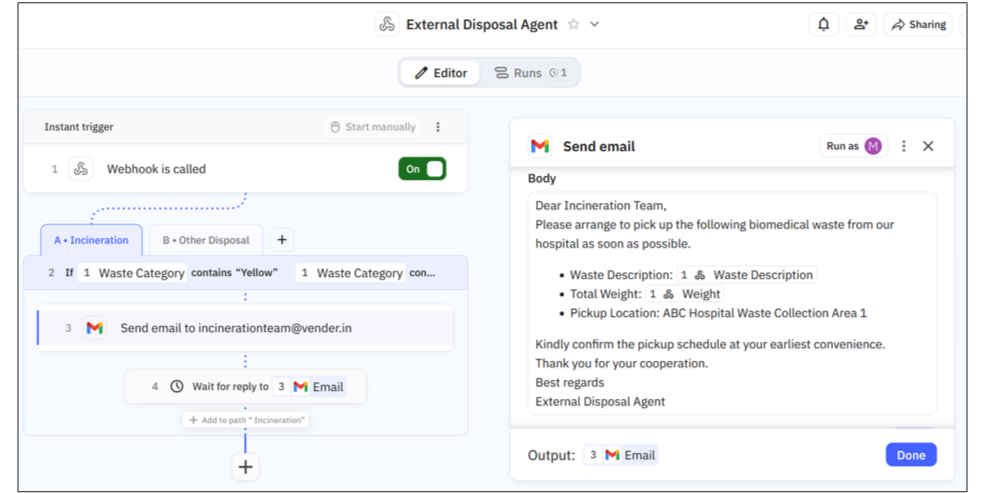 External Disposal Agent
Sharing
Editor
Runs 1
Instant trigger
Start manually
1 Webhook is called
On
A • Incineration
B • Other Disposal
+
2 If 1 Waste Category contains “Yellow” 1 Waste Category con...
3 Send email to incinerationteam@vender.in
4 Wait for reply to 3 Email
+ Add to path “ Incineration”
+
Send email
Run as M
Body
Dear Incineration Team,
Please arrange to pick up the following biomedical waste from our
hospital as soon as possible.
• Waste Description: 1 Waste Description
• Total Weight: 1 Weight
• Pickup Location: ABC Hospital Waste Collection Area 1
Kindly confirm the pickup schedule at your earliest convenience.
Thank you for your cooperation.
Best regards
External Disposal Agent
Output: 3 Email
Done